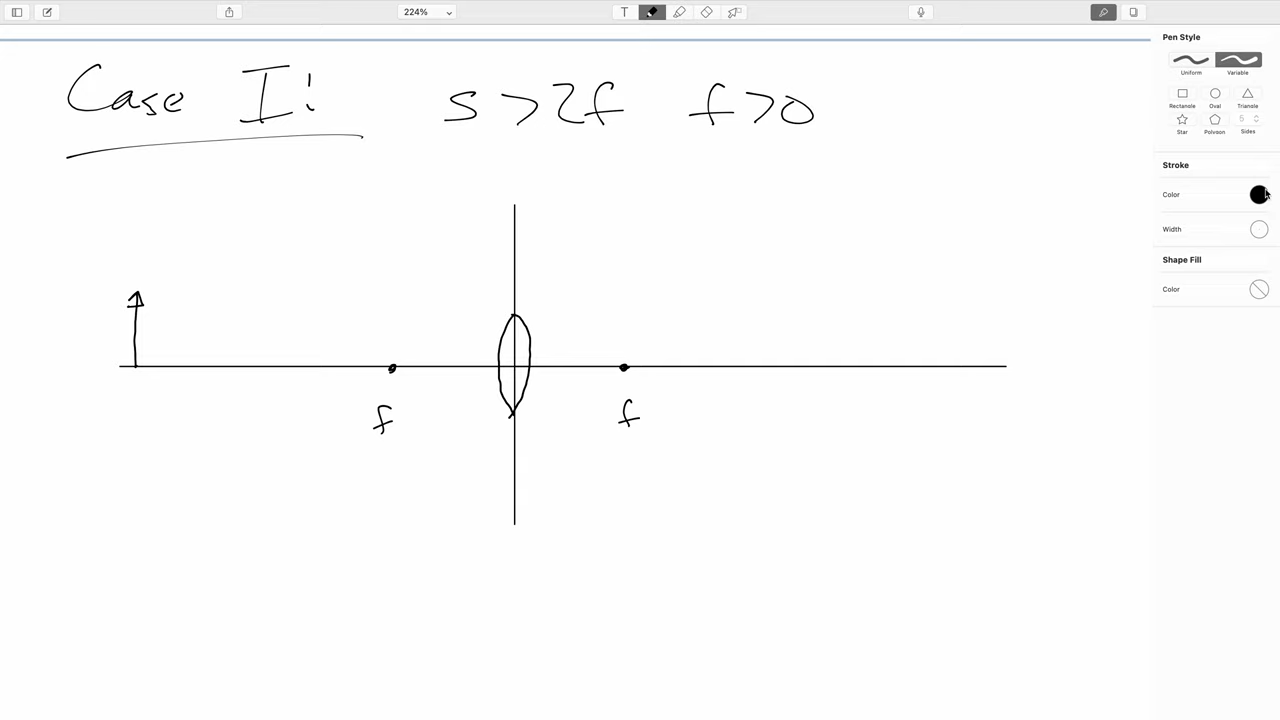 224%
T
Pen Style
Uniform Variable
Rectangle Oval Triangle
Star Polygon 5 Sides
Stroke
Color
Width
Shape Fill
Color
Case I: s > 2f f > 0
f f